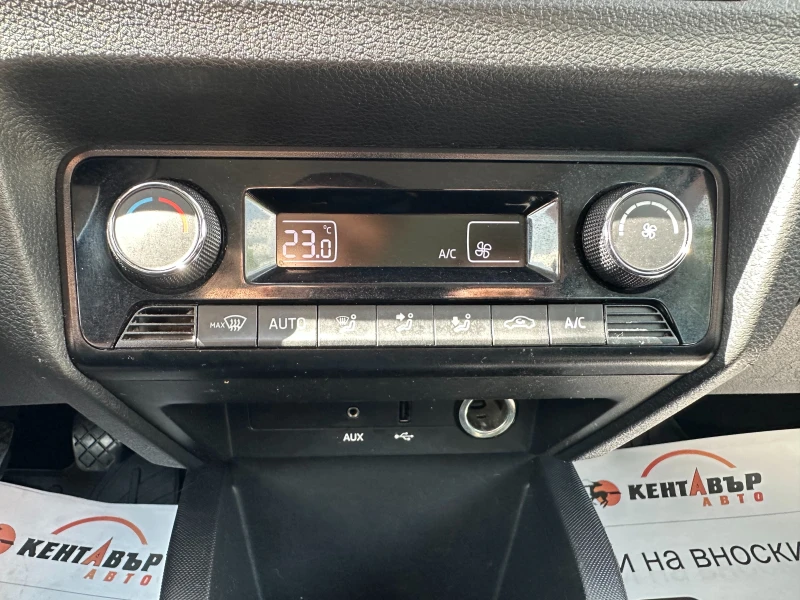 23.0 °C
A/C
MAX
AUTO
A/C
AUX
КЕНТАВЪР
АВТО
КЕНТАВЪР
АВТО
и на вноски